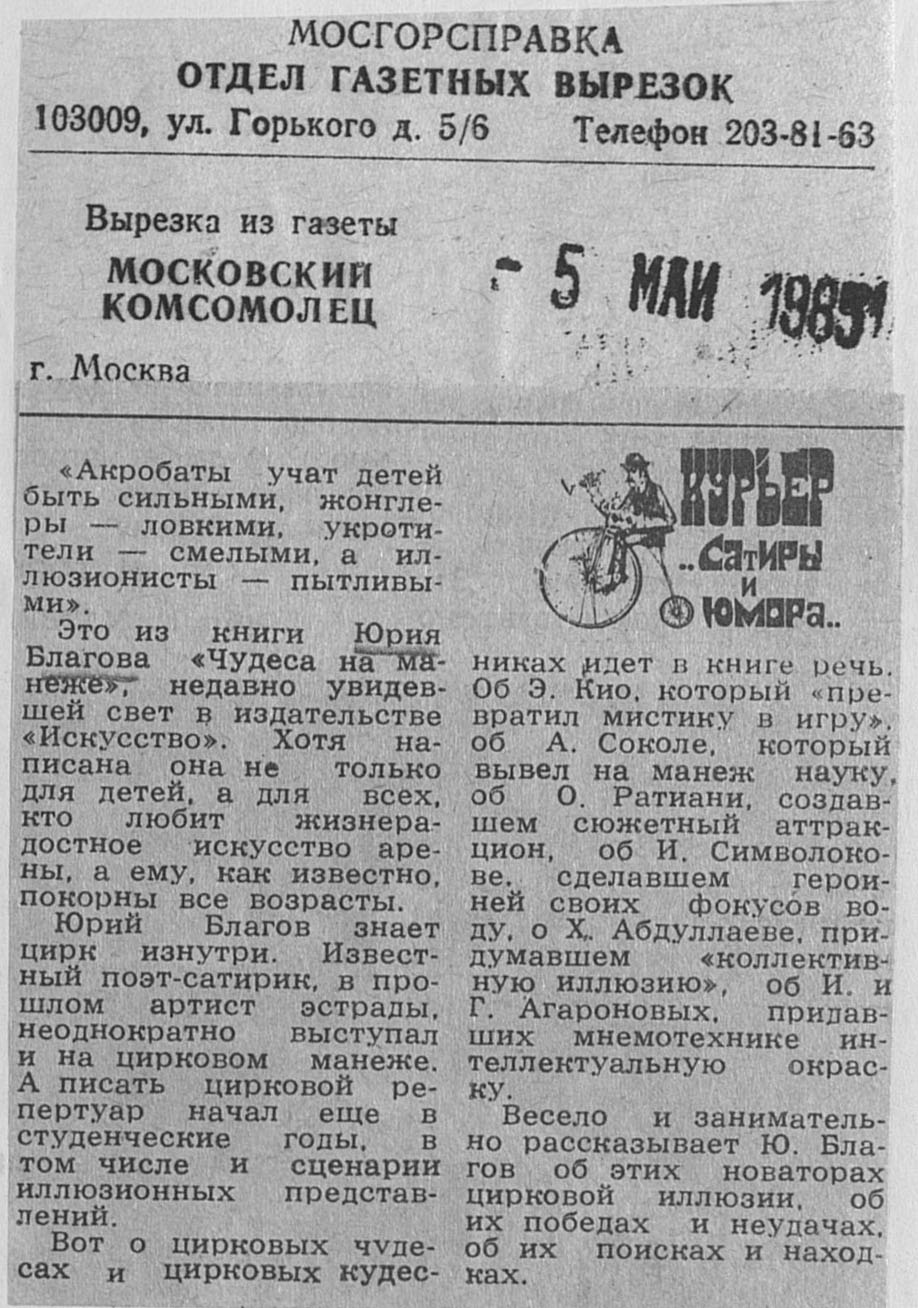 МОСГОРСПРАВКА
ОТДЕЛ ГАЗЕТНЫХ ВЫРЕЗОК
103009, ул. Горького д. 5/6 Телефон 203-81-63
Вырезка из газеты
МОСКОВСКИЙ
КОМСОМОЛЕЦ
г. Москва
- 5 МАЙ
«Акробаты учат детей
быть сильными, жонгле-
ры — ловкими, укроти-
тели — смелыми, а ил-
люзионисты — пытливы-
ми».
Это из книги Юрия
Благова «Чудеса на ма-
неже», недавно увидев-
шей свет в издательстве
«Искусство». Хотя на-
писана она не только
для детей, а для всех,
кто любит жизнера-
достное искусство аре-
ны, а ему, как известно,
покорны все возрасты.
Юрий Благов знает
цирк изнутри. Извест-
ный поэт-сатирик, в про-
шлом артист эстрады,
неоднократно выступал
и на цирковом манеже.
А писать цирковой ре-
пертуар начал еще в
студенческие годы, в
том числе и сценарии
иллюзионных представ-
лений.
Вот о цирковых чуде-
сах и цирковых кудес-
КУРЬЕР
..САТИРЫ
И
ЮМОРА..
никах идет в книге речь.
Об Э. Кио, который «пре-
вратил мистику в игру»,
об А. Соколе, который
вывел на манеж науку,
об О. Ратиани, создав-
шем сюжетный аттрак-
цион, об И. Символоко-
ве, сделавшем герои-
ней своих фокусов во-
ду, о Х. Абдуллаеве, при-
думавшем «коллектив-
ную иллюзию», об И. и
Г. Агароновых, придав-
ших мнемотехнике ин-
теллектуальную окрас-
ку.
Весело и заниматель-
но рассказывает Ю. Бла-
гов об этих новаторах
цирковой иллюзии, об
их победах и неудачах,
об их поисках и наход-
ках.